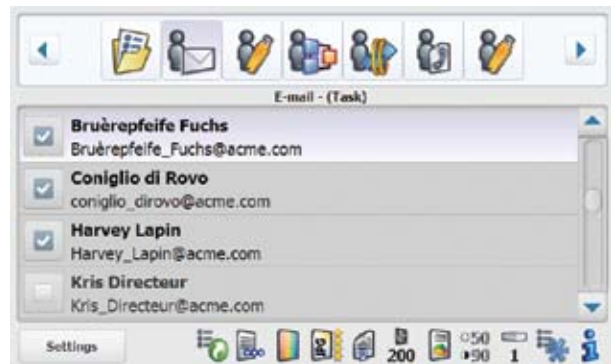 E-mail - (Task)
Bruèrepfeife Fuchs
Bruèrepfeife_Fuchs@acme.com
Coniglio di Rovo
coniglio_dirovo@acme.com
Harvey Lapin
Harvey_Lapin@acme.com
Kris Directeur
Kris_Directeur@acme.com
Settings
JPG
200
50
90
1